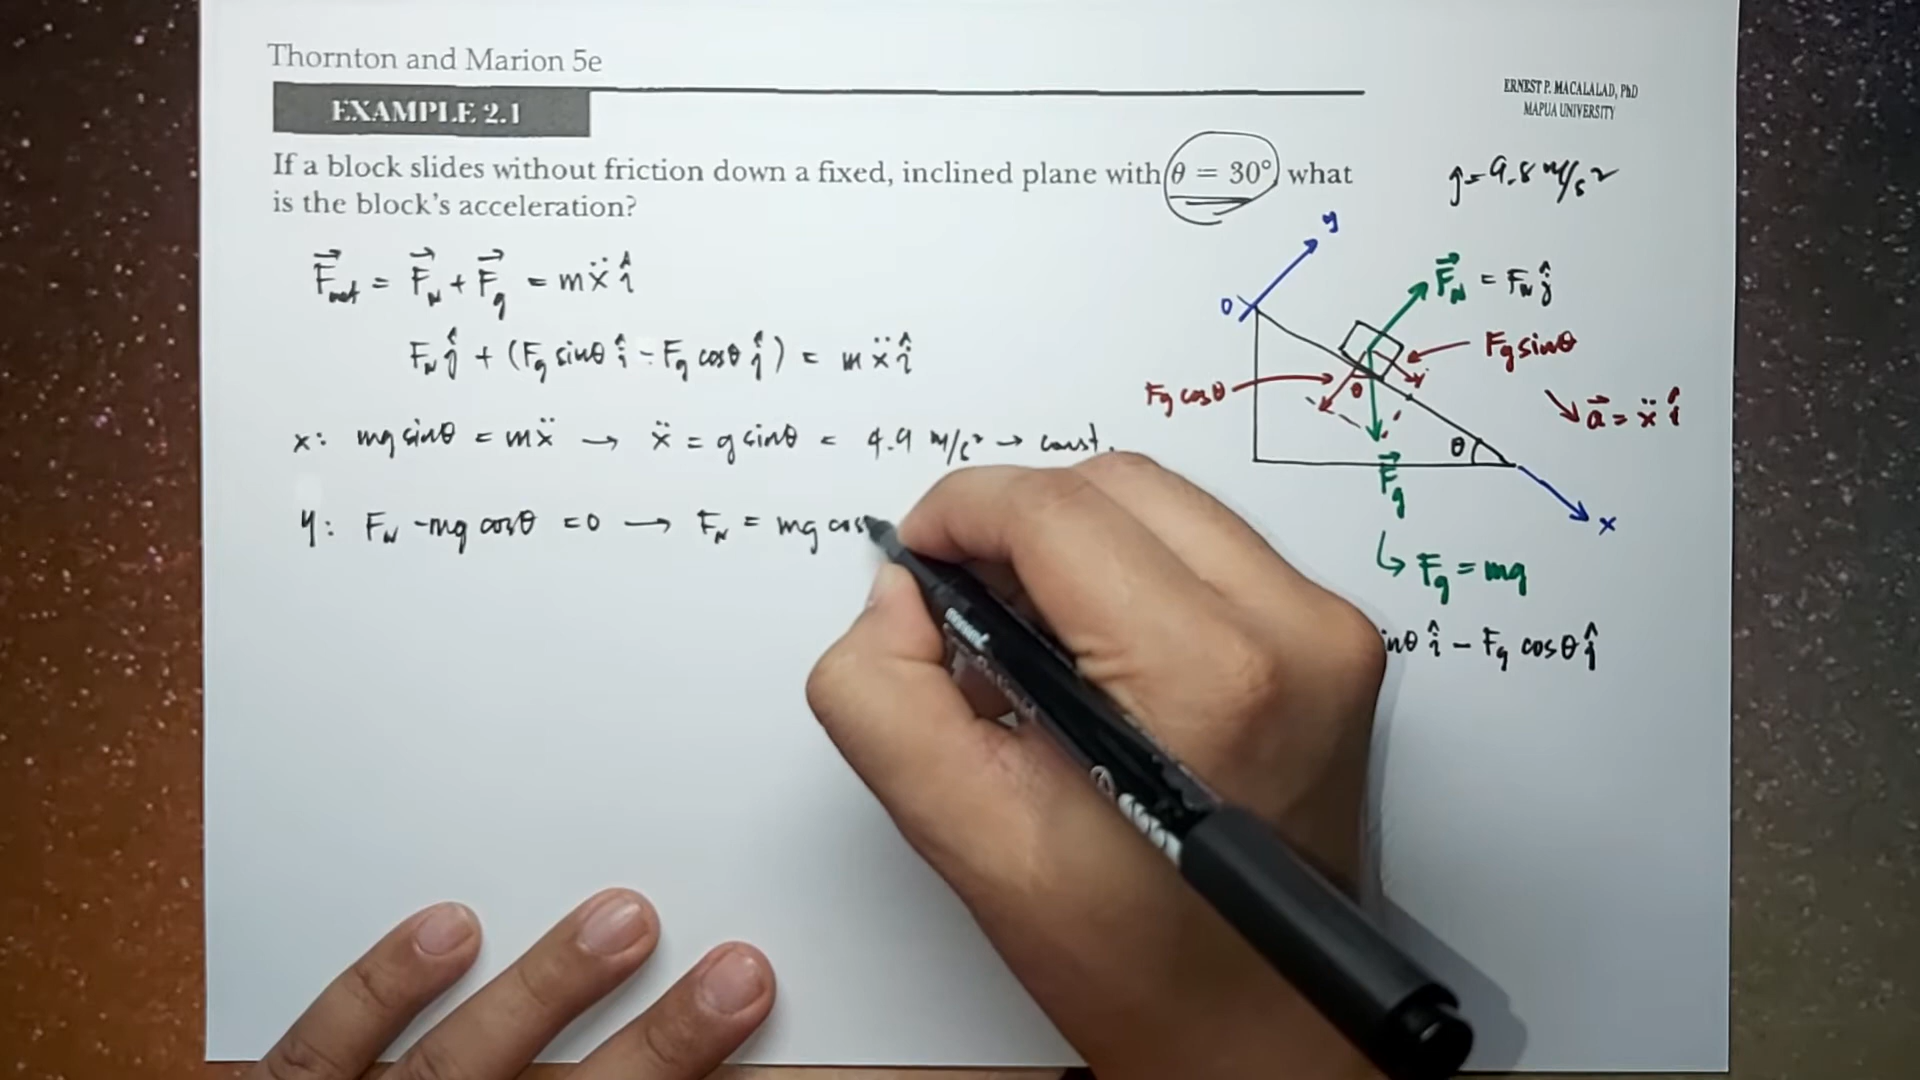 Thornton and Marion 5e
EXAMPLE 2.1
ERNEST P. MACALALAD, PhD
MAPUA UNIVERSITY
If a block slides without friction down a fixed, inclined plane with θ = 30°, what
is the block's acceleration?
g = 9.8 m/s²
F⃗net = F⃗N + F⃗g = mẍ î
FN ĵ + (Fg sinθ î − Fg cosθ ĵ) = mẍ î
x: mg sinθ = mẍ → ẍ = g sinθ = 4.9 m/s² → const.
y: FN − mg cosθ = 0 → FN = mg cos
y
0
F⃗N = FN ĵ
Fg sinθ
Fg cosθ
θ
a⃗ = ẍ î
θ
F⃗g
x
↳ Fg = mg
inθ î − Fg cosθ ĵ